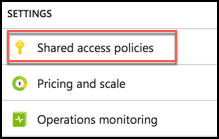 SETTINGS
Shared access policies
Pricing and scale
Operations monitoring